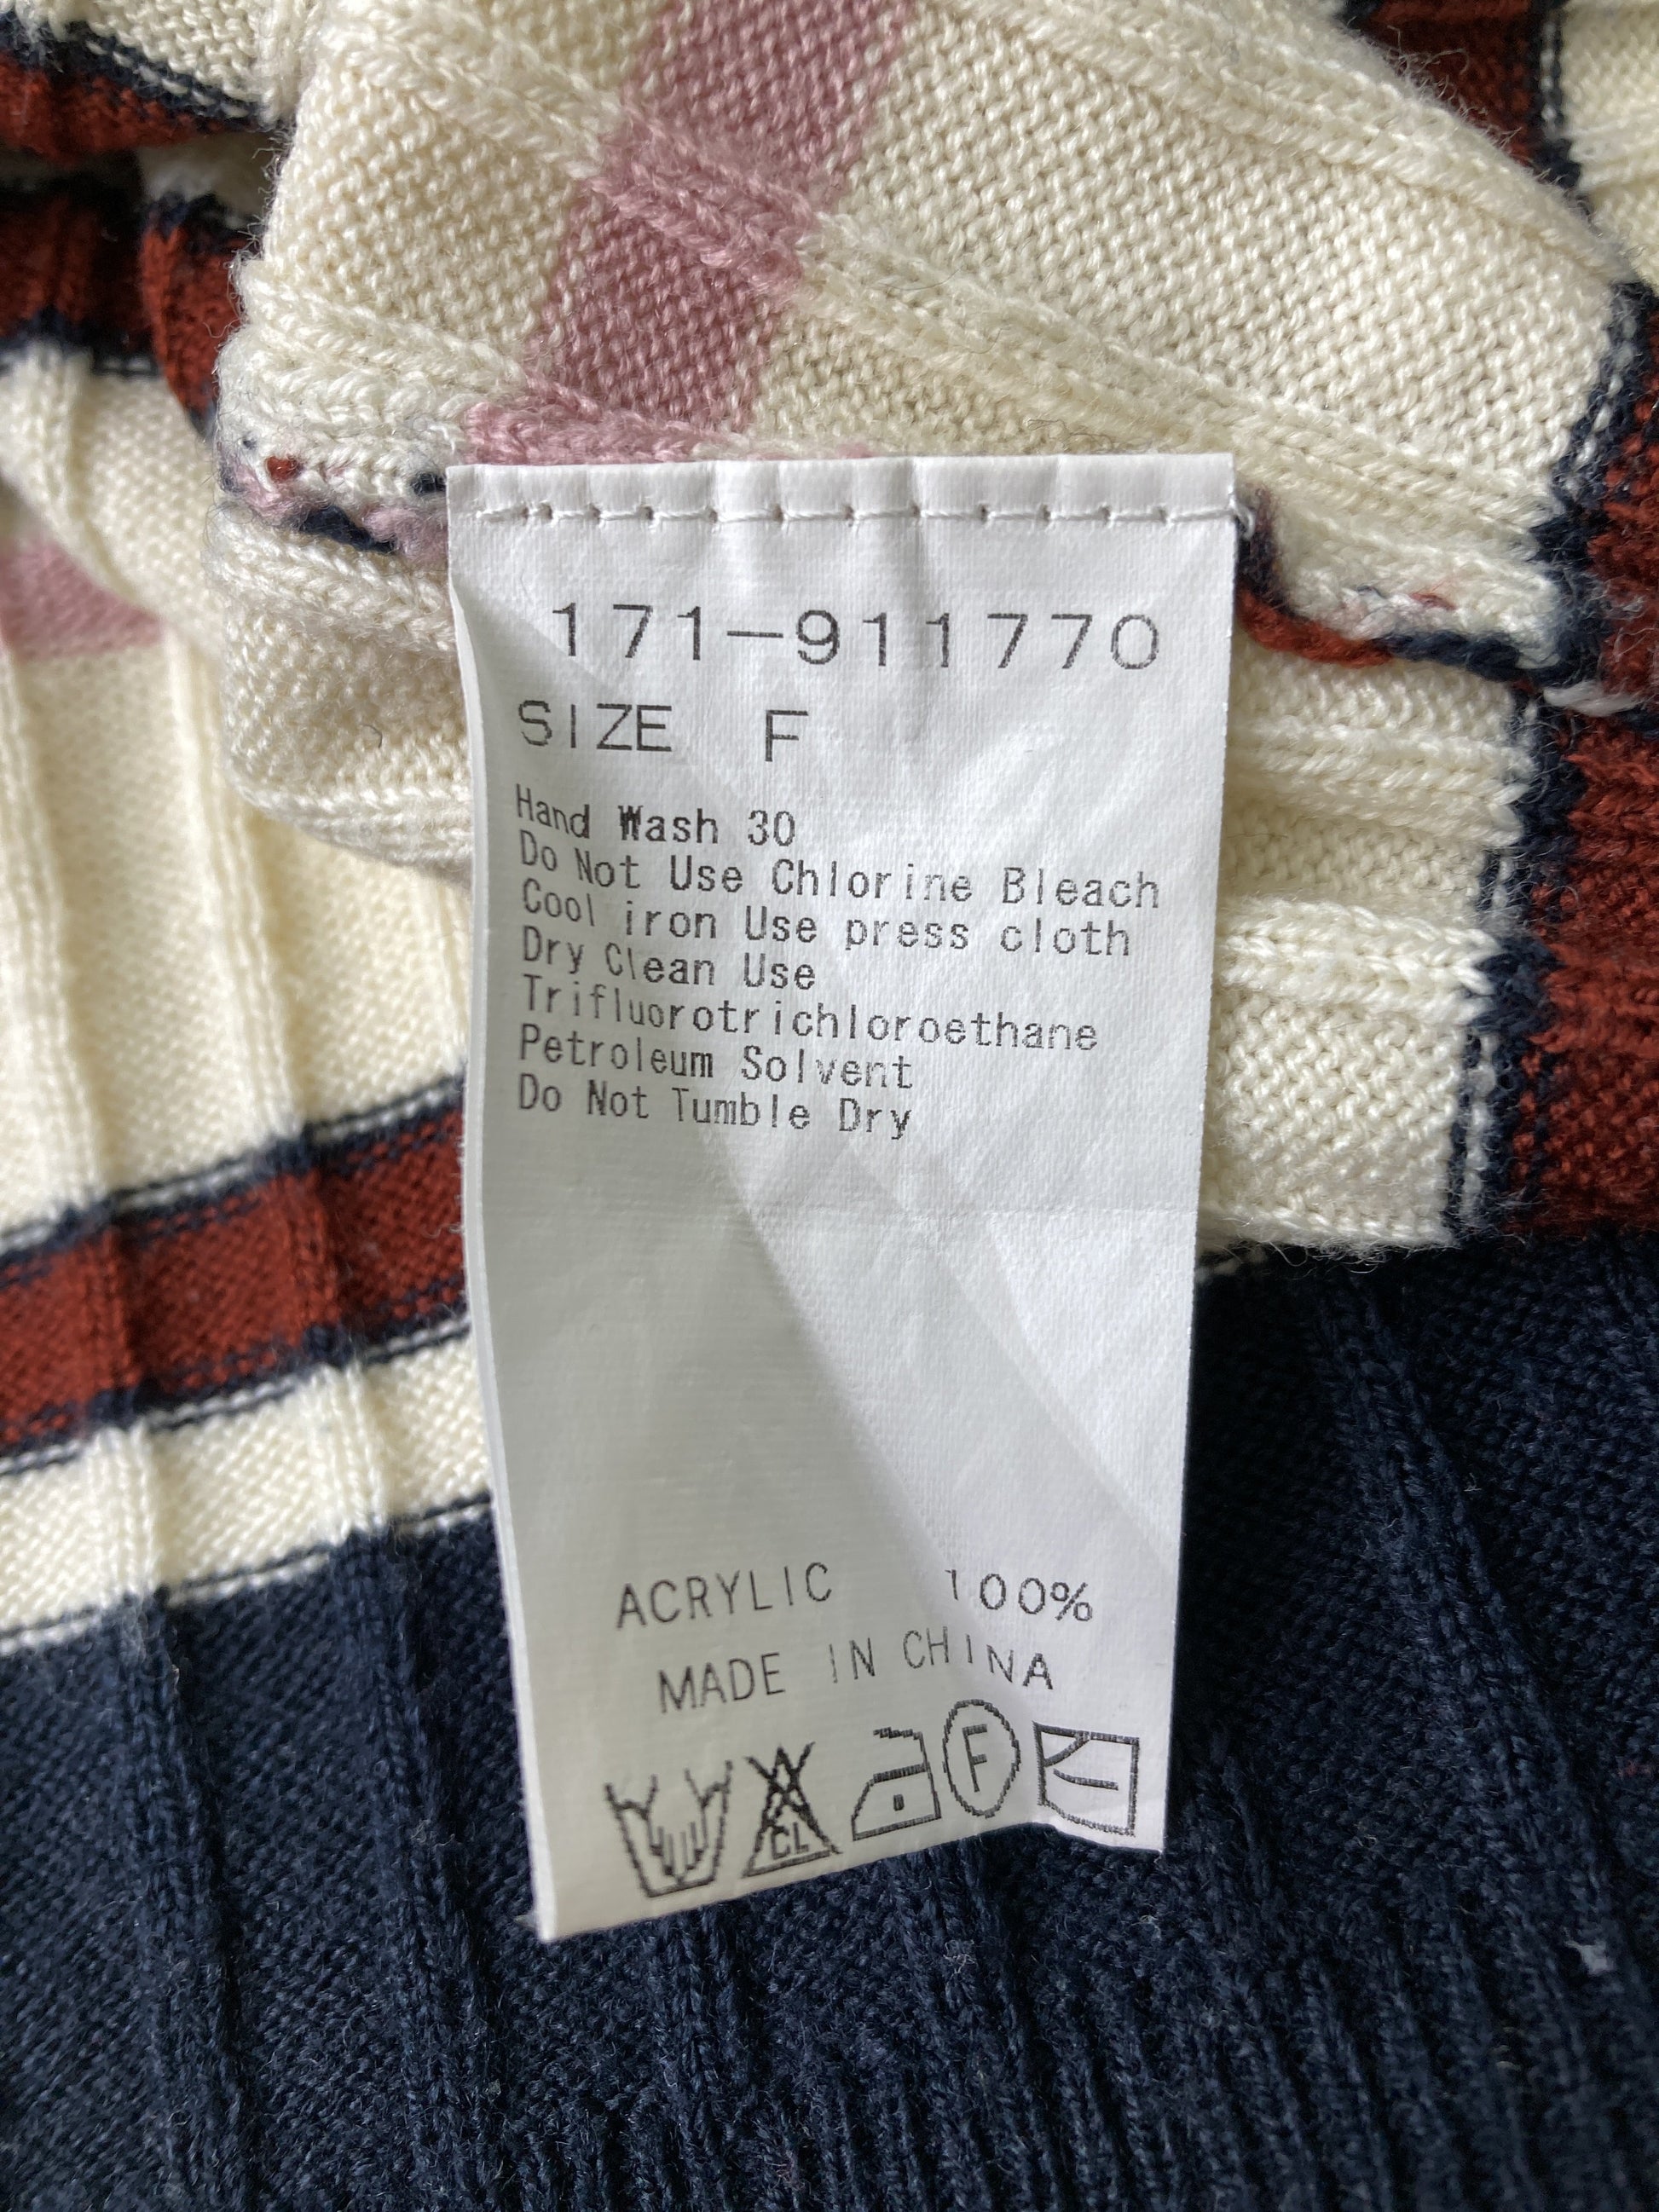 171-911770
SIZE F
Hand Wash 30
Do Not Use Chlorine Bleach
Cool iron Use press cloth
Dry Clean Use
Trifluorotrichloroethane
Petroleum Solvent
Do Not Tumble Dry
ACRYLIC 100%
MADE IN CHINA
CL F